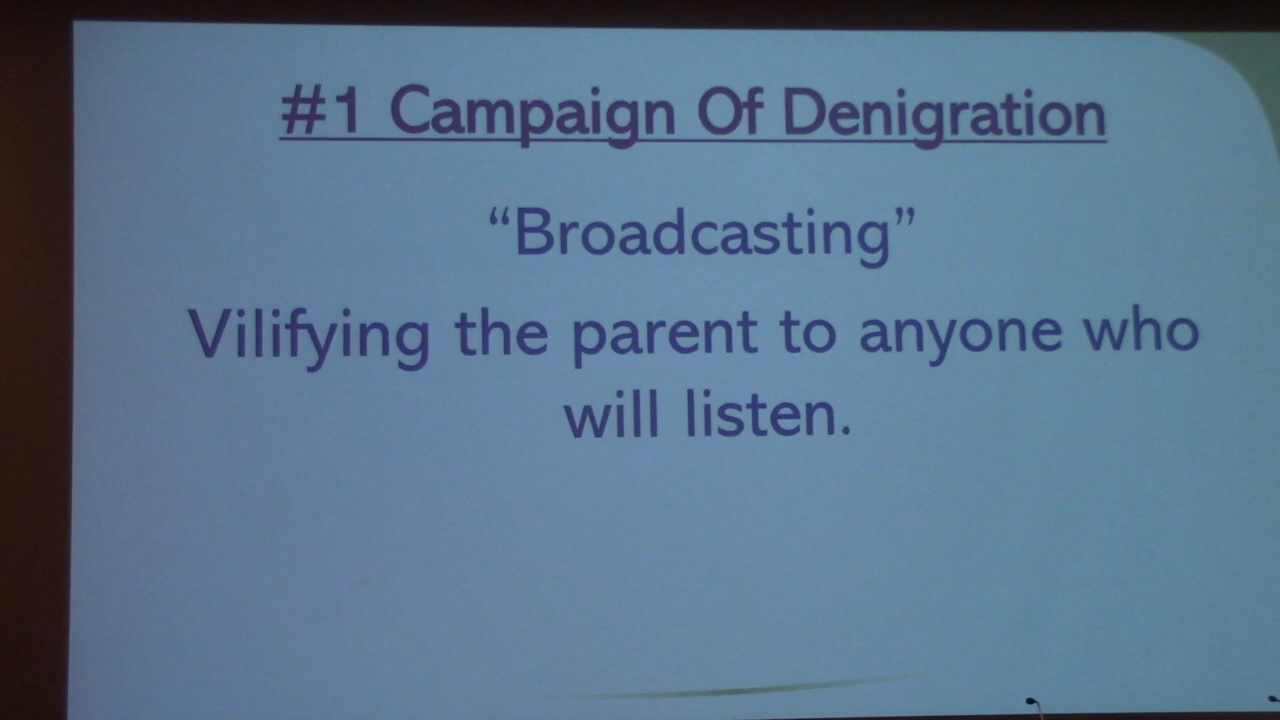 #1 Campaign Of Denigration
“Broadcasting”
Vilifying the parent to anyone who
will listen.